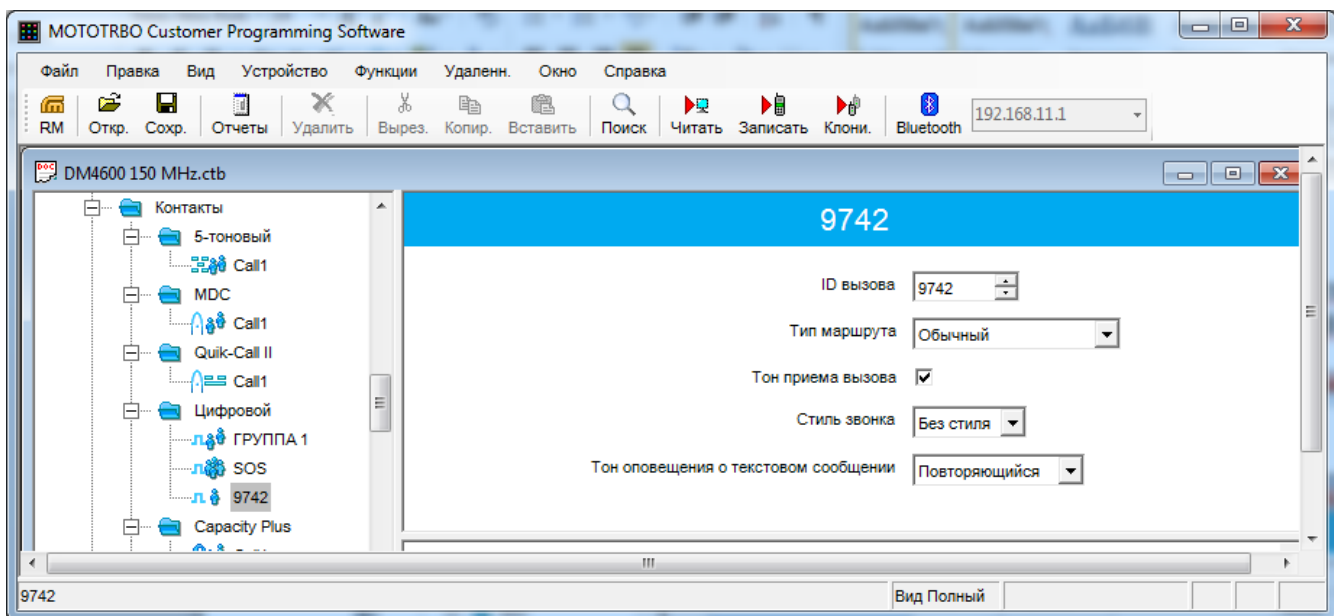 MOTOTRBO Customer Programming Software
Файл Правка Вид Устройство Функции Удаленн. Окно Справка
RM Откр. Сохр. Отчеты Удалить Вырез. Копир. Вставить Поиск Читать Записать Клони. Bluetooth 192.168.11.1
DM4600 150 MHz.ctb
Контакты
5-тоновый
Call1
MDC
Call1
Quik-Call II
Call1
Цифровой
ГРУППА 1
SOS
9742
Capacity Plus
9742
ID вызова 9742
Тип маршрута Обычный
Тон приема вызова
Стиль звонка Без стиля
Тон оповещения о текстовом сообщении Повторяющийся
9742 Вид Полный